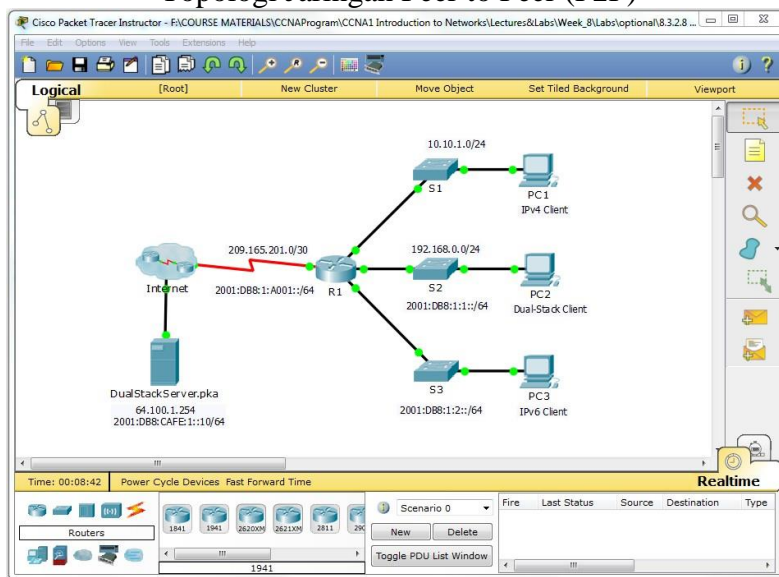 Topologi Jaringan Peer to Peer (P2P)
Cisco Packet Tracer Instructor - F:\COURSE MATERIALS\CCNAProgram\CCNA1 Introduction to Networks\Lectures&Labs\Week_8\Labs\optional\8.3.2.8 ...
File Edit Options View Tools Extensions Help
Logical [Root] New Cluster Move Object Set Tiled Background Viewport
10.10.1.0/24
S1
PC1
IPv4 Client
209.165.201.0/30
192.168.0.0/24
Internet
2001:DB8:1:A001::/64
R1
S2
PC2
2001:DB8:1:1::/64
Dual-Stack Client
DualStackServer.pka
64.100.1.254
2001:DB8:CAFE:1::10/64
S3
PC3
2001:DB8:1:2::/64
IPv6 Client
Time: 00:08:42 Power Cycle Devices Fast Forward Time Realtime
Routers
1841 1941 2620XM 2621XM 2811
1941
Scenario 0
New Delete
Toggle PDU List Window
Fire Last Status Source Destination Type